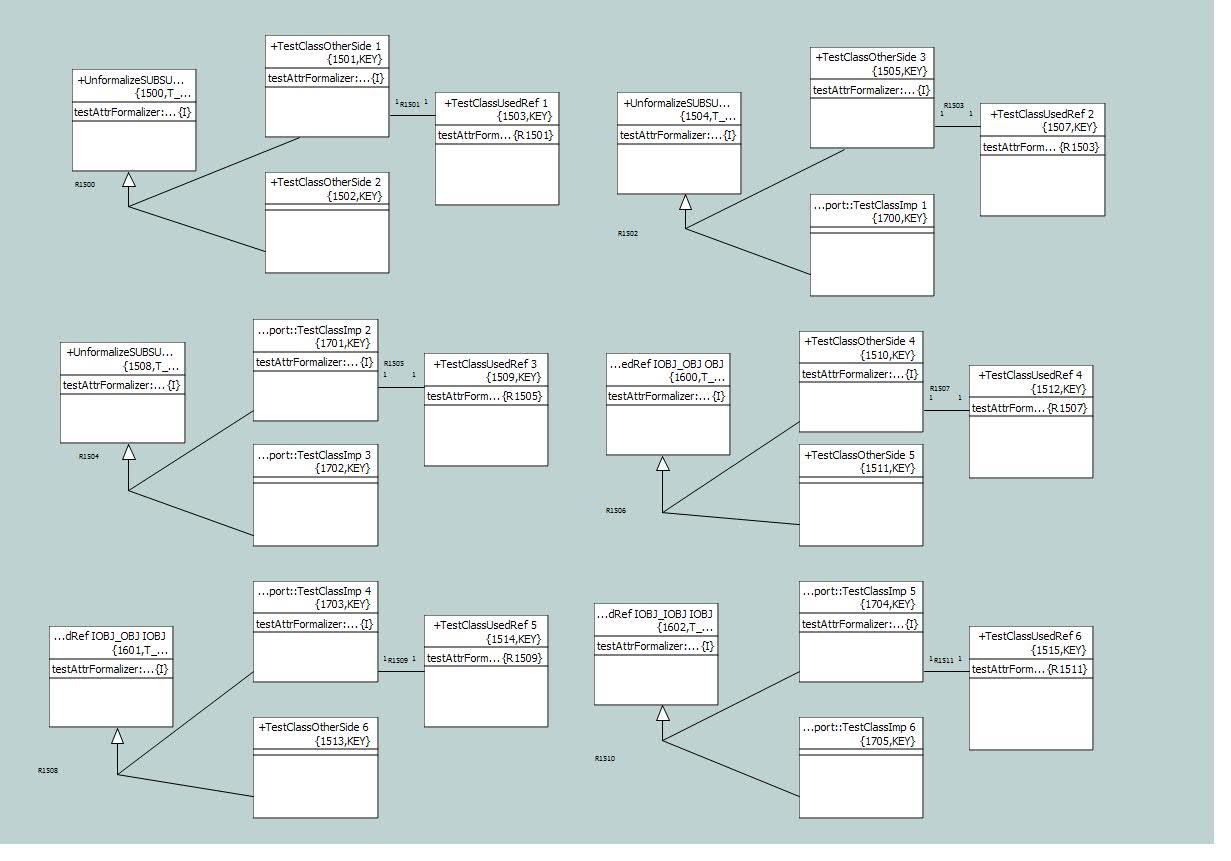 +UnformalizeSUBSU...
{1500,T_...
testAttrFormalizer:...{I}
R1500
+TestClassOtherSide 1
{1501,KEY}
testAttrFormalizer:...{I}
1 R1501 1
+TestClassUsedRef 1
{1503,KEY}
testAttrForm... {R1501}
+TestClassOtherSide 2
{1502,KEY}
+UnformalizeSUBSU...
{1504,T_...
testAttrFormalizer:...{I}
R1502
+TestClassOtherSide 3
{1505,KEY}
testAttrFormalizer:...{I}
R1503
1 1
+TestClassUsedRef 2
{1507,KEY}
testAttrForm... {R1503}
...port::TestClassImp 1
{1700,KEY}
+UnformalizeSUBSU...
{1508,T_...
testAttrFormalizer:...{I}
R1504
...port::TestClassImp 2
{1701,KEY}
testAttrFormalizer:...{I}
R1505
1 1
+TestClassUsedRef 3
{1509,KEY}
testAttrForm... {R1505}
...port::TestClassImp 3
{1702,KEY}
...edRef IOBJ_OBJ OBJ
{1600,T_...
testAttrFormalizer:...{I}
R1506
+TestClassOtherSide 4
{1510,KEY}
testAttrFormalizer:...{I}
R1507
1 1
+TestClassUsedRef 4
{1512,KEY}
testAttrForm...{R1507}
+TestClassOtherSide 5
{1511,KEY}
...dRef IOBJ_OBJ IOBJ
{1601,T_...
testAttrFormalizer:...{I}
R1508
...port::TestClassImp 4
{1703,KEY}
testAttrFormalizer:...{I}
1 R1509 1
+TestClassUsedRef 5
{1514,KEY}
testAttrForm...{R1509}
+TestClassOtherSide 6
{1513,KEY}
...dRef IOBJ_IOBJ IOBJ
{1602,T_...
testAttrFormalizer:...{I}
R1510
...port::TestClassImp 5
{1704,KEY}
testAttrFormalizer:...{I}
1 R1511 1
+TestClassUsedRef 6
{1515,KEY}
testAttrForm...{R1511}
...port::TestClassImp 6
{1705,KEY}